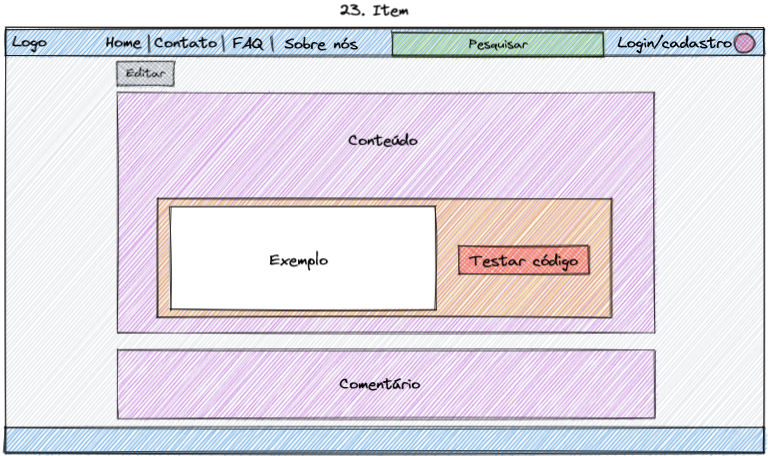 23. Item
Logo Home | Contato | FAQ | Sobre nós Pesquisar Login/cadastro
Editar
Conteúdo
Exemplo Testar código
Comentário